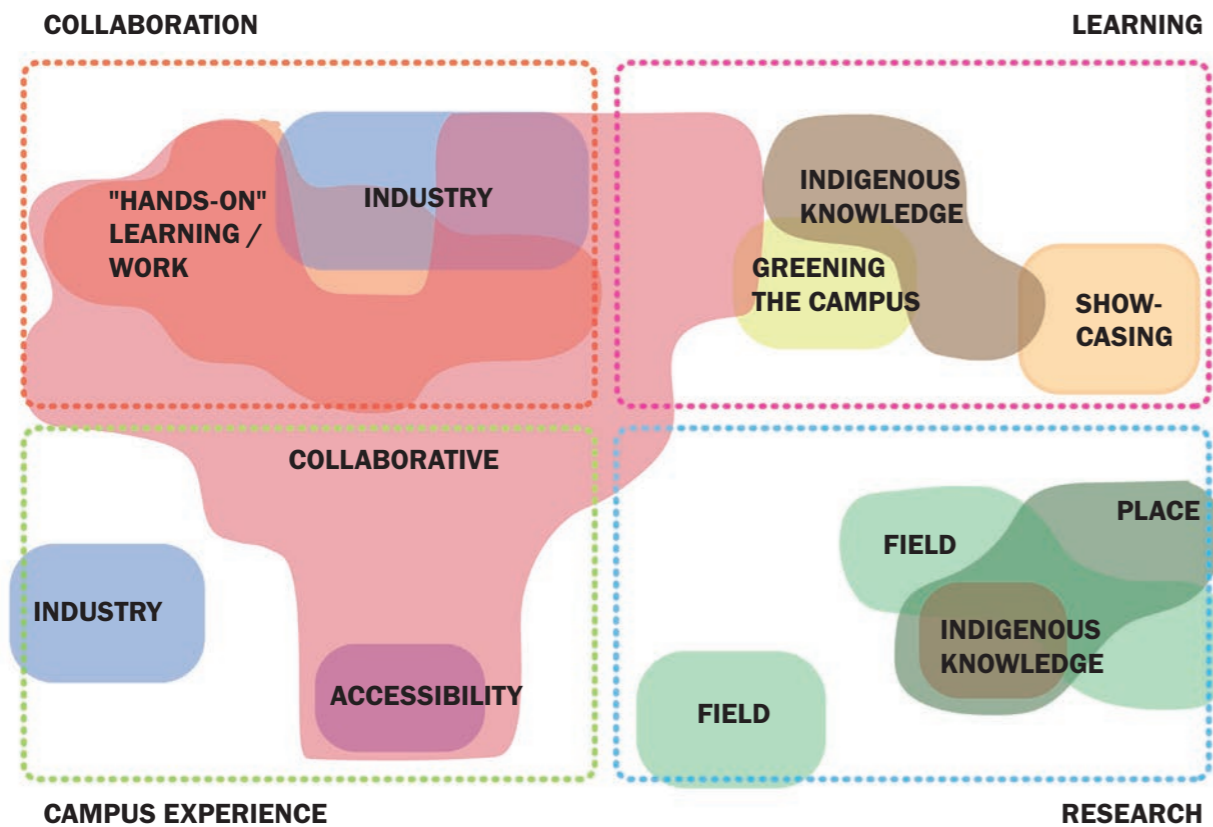 COLLABORATION
LEARNING
"HANDS-ON"
LEARNING /
WORK
INDUSTRY
INDIGENOUS
KNOWLEDGE
GREENING
THE CAMPUS
SHOW-
CASING
COLLABORATIVE
INDUSTRY
ACCESSIBILITY
PLACE
FIELD
INDIGENOUS
KNOWLEDGE
FIELD
CAMPUS EXPERIENCE
RESEARCH